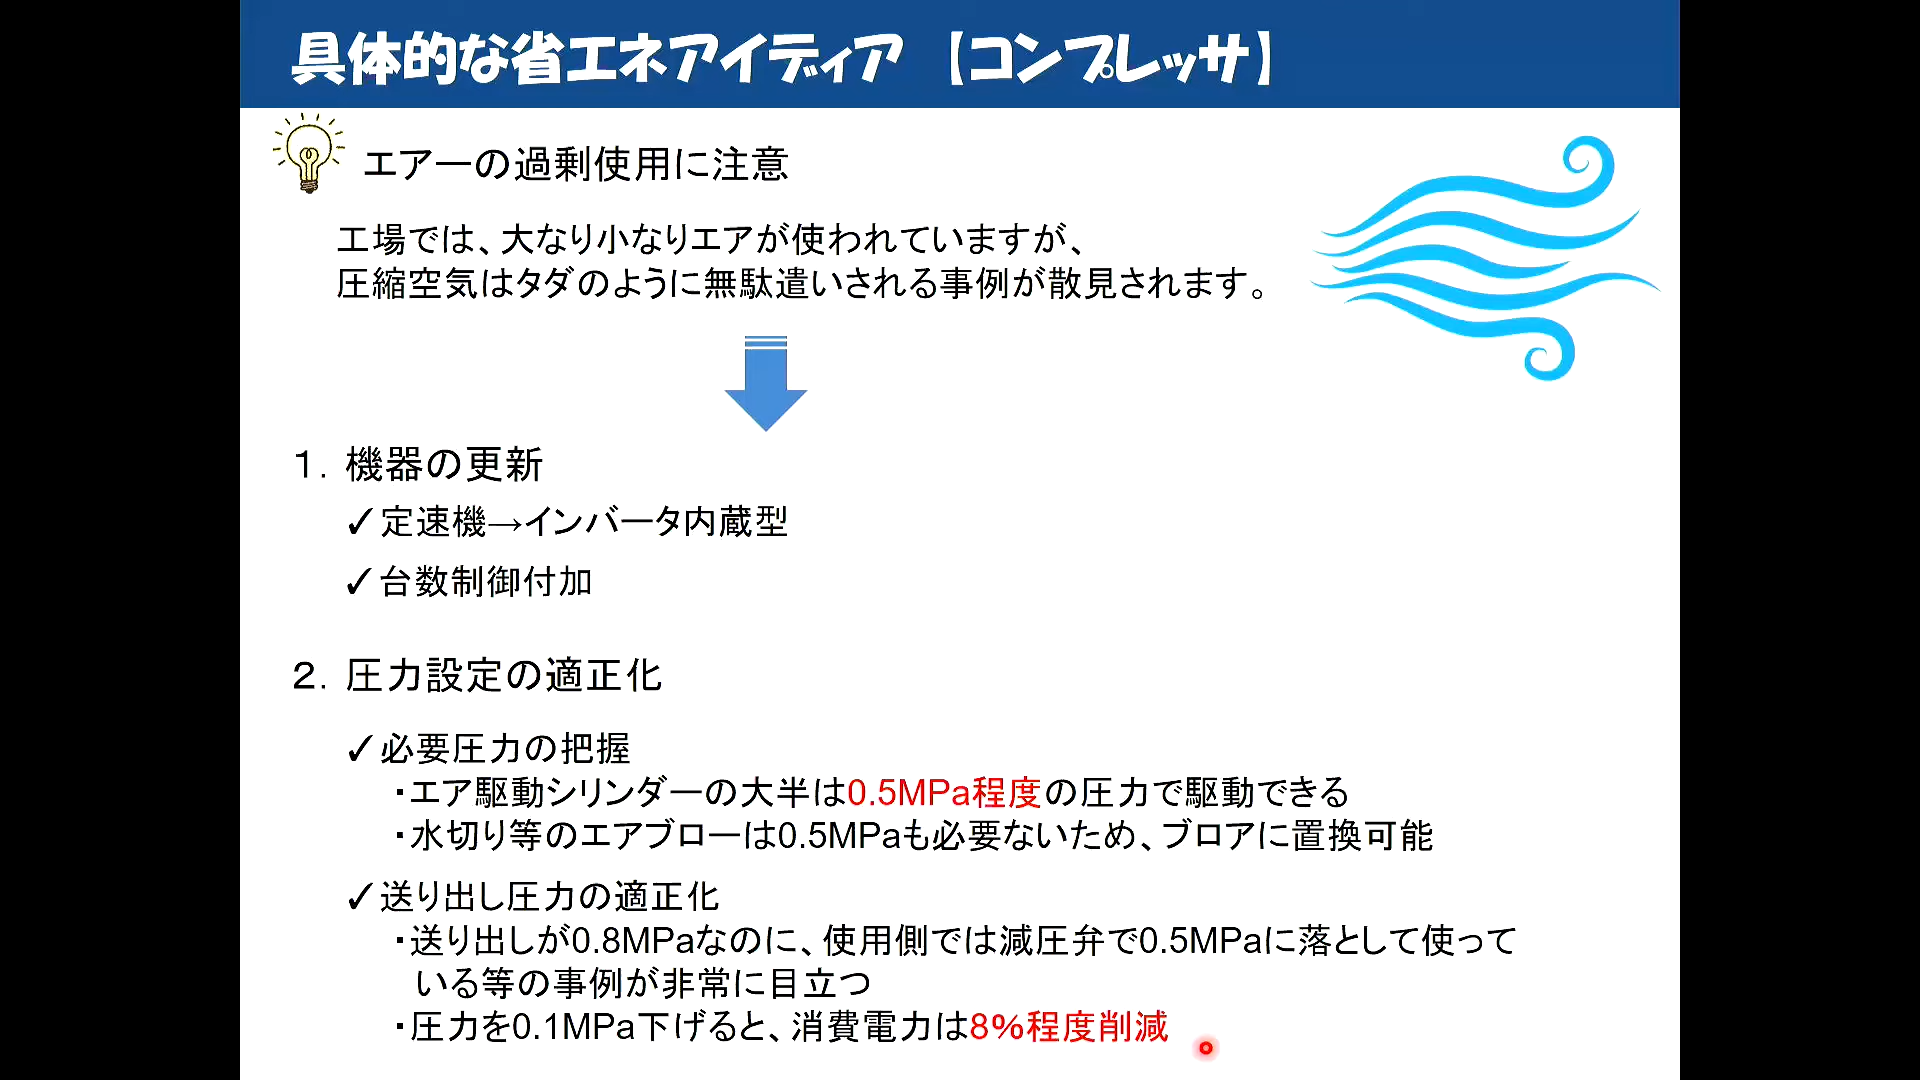 具体的な省エネアイディア 【コンプレッサ】
エアーの過剰使用に注意
工場では、大なり小なりエアが使われていますが、
圧縮空気はタダのように無駄遣いされる事例が散見されます。
１．機器の更新
✓定速機→インバータ内蔵型
✓台数制御付加
２．圧力設定の適正化
✓必要圧力の把握
・エア駆動シリンダーの大半は0.5MPa程度の圧力で駆動できる
・水切り等のエアブローは0.5MPaも必要ないため、ブロアに置換可能
✓送り出し圧力の適正化
・送り出しが0.8MPaなのに、使用側では減圧弁で0.5MPaに落として使って
いる等の事例が非常に目立つ
・圧力を0.1MPa下げると、消費電力は8%程度削減